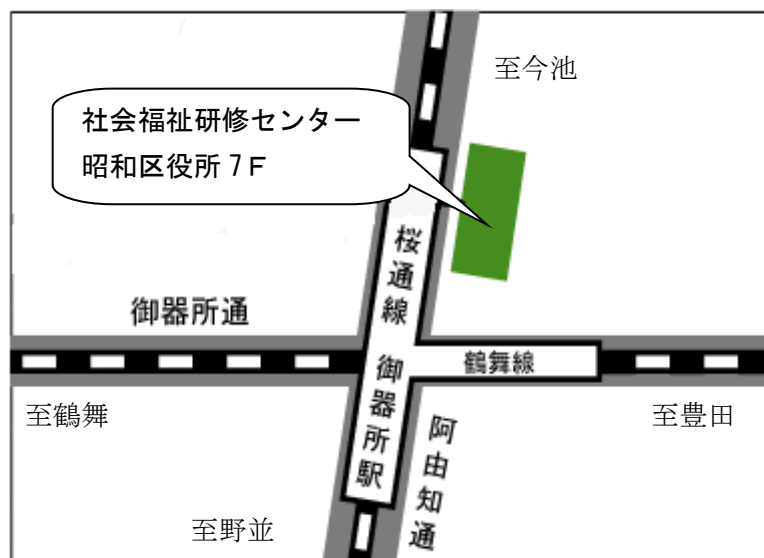 至今池
社会福祉研修センター
昭和区役所7F
桜通線
御器所通
鶴舞線
御器所駅
至鶴舞
至豊田
阿由知通
至野並